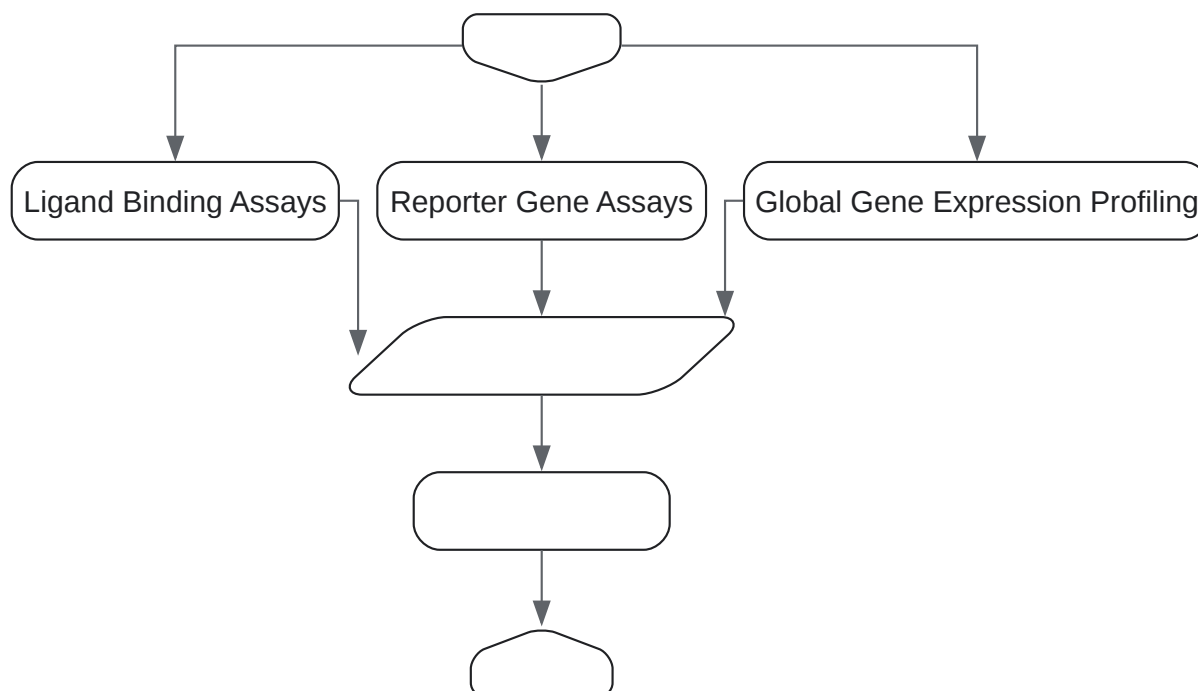 Ligand Binding Assays
Reporter Gene Assays
Global Gene Expression Profiling